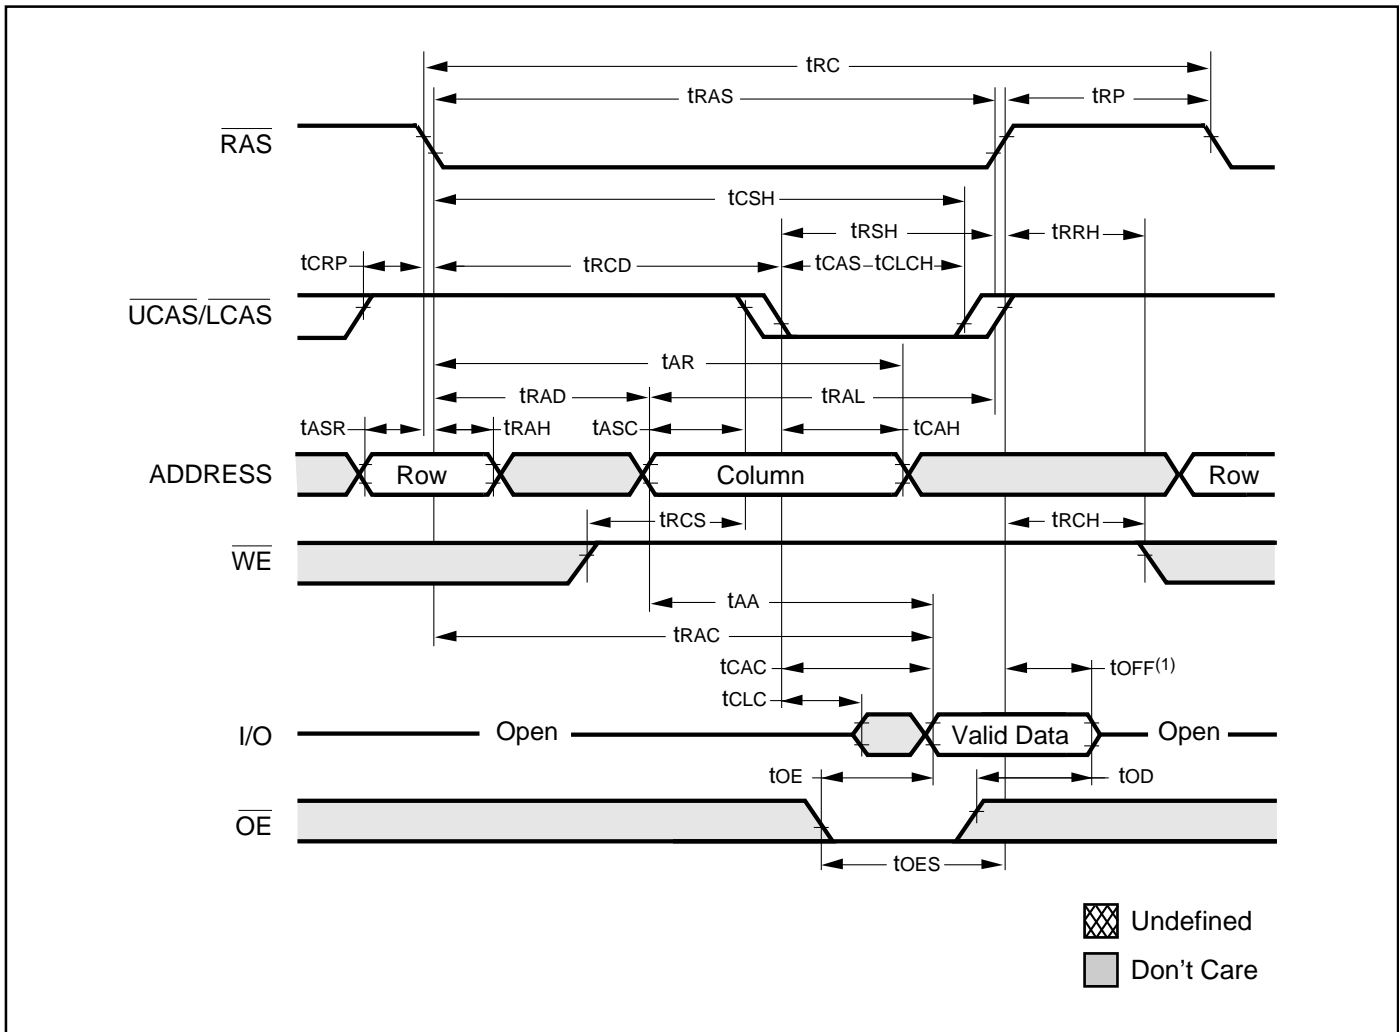 tRC
tRAS
tRP
RAS
tCSH
tRSH
tRRH
tCRP
tRCD
tCAS
tCLCH
UCAS/LCAS
tAR
tRAD
tRAL
tASR
tRAH
tASC
tCAH
ADDRESS
Row
Column
Row
tRCS
tRCH
WE
tAA
tRAC
tCAC
tOFF(1)
tCLC
I/O
Open
Valid Data
Open
tOE
tOD
OE
tOES
Undefined
Don't Care